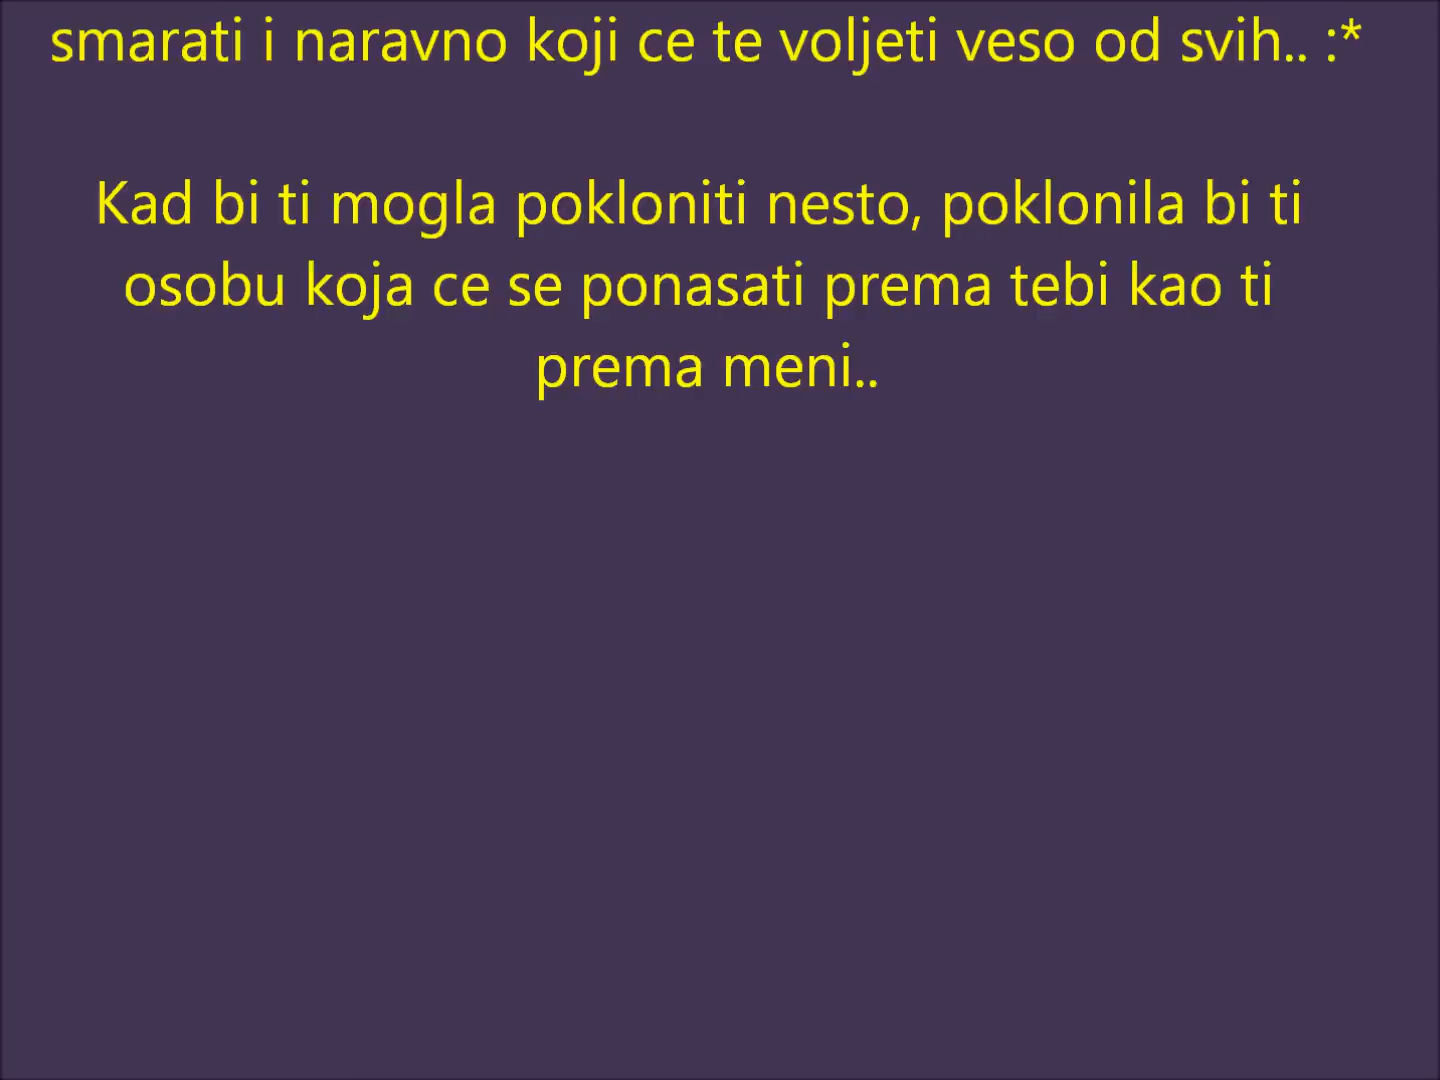 smarati i naravno koji ce te voljeti veso od svih.. :*
Kad bi ti mogla pokloniti nesto, poklonila bi ti
osobu koja ce se ponasati prema tebi kao ti
prema meni..